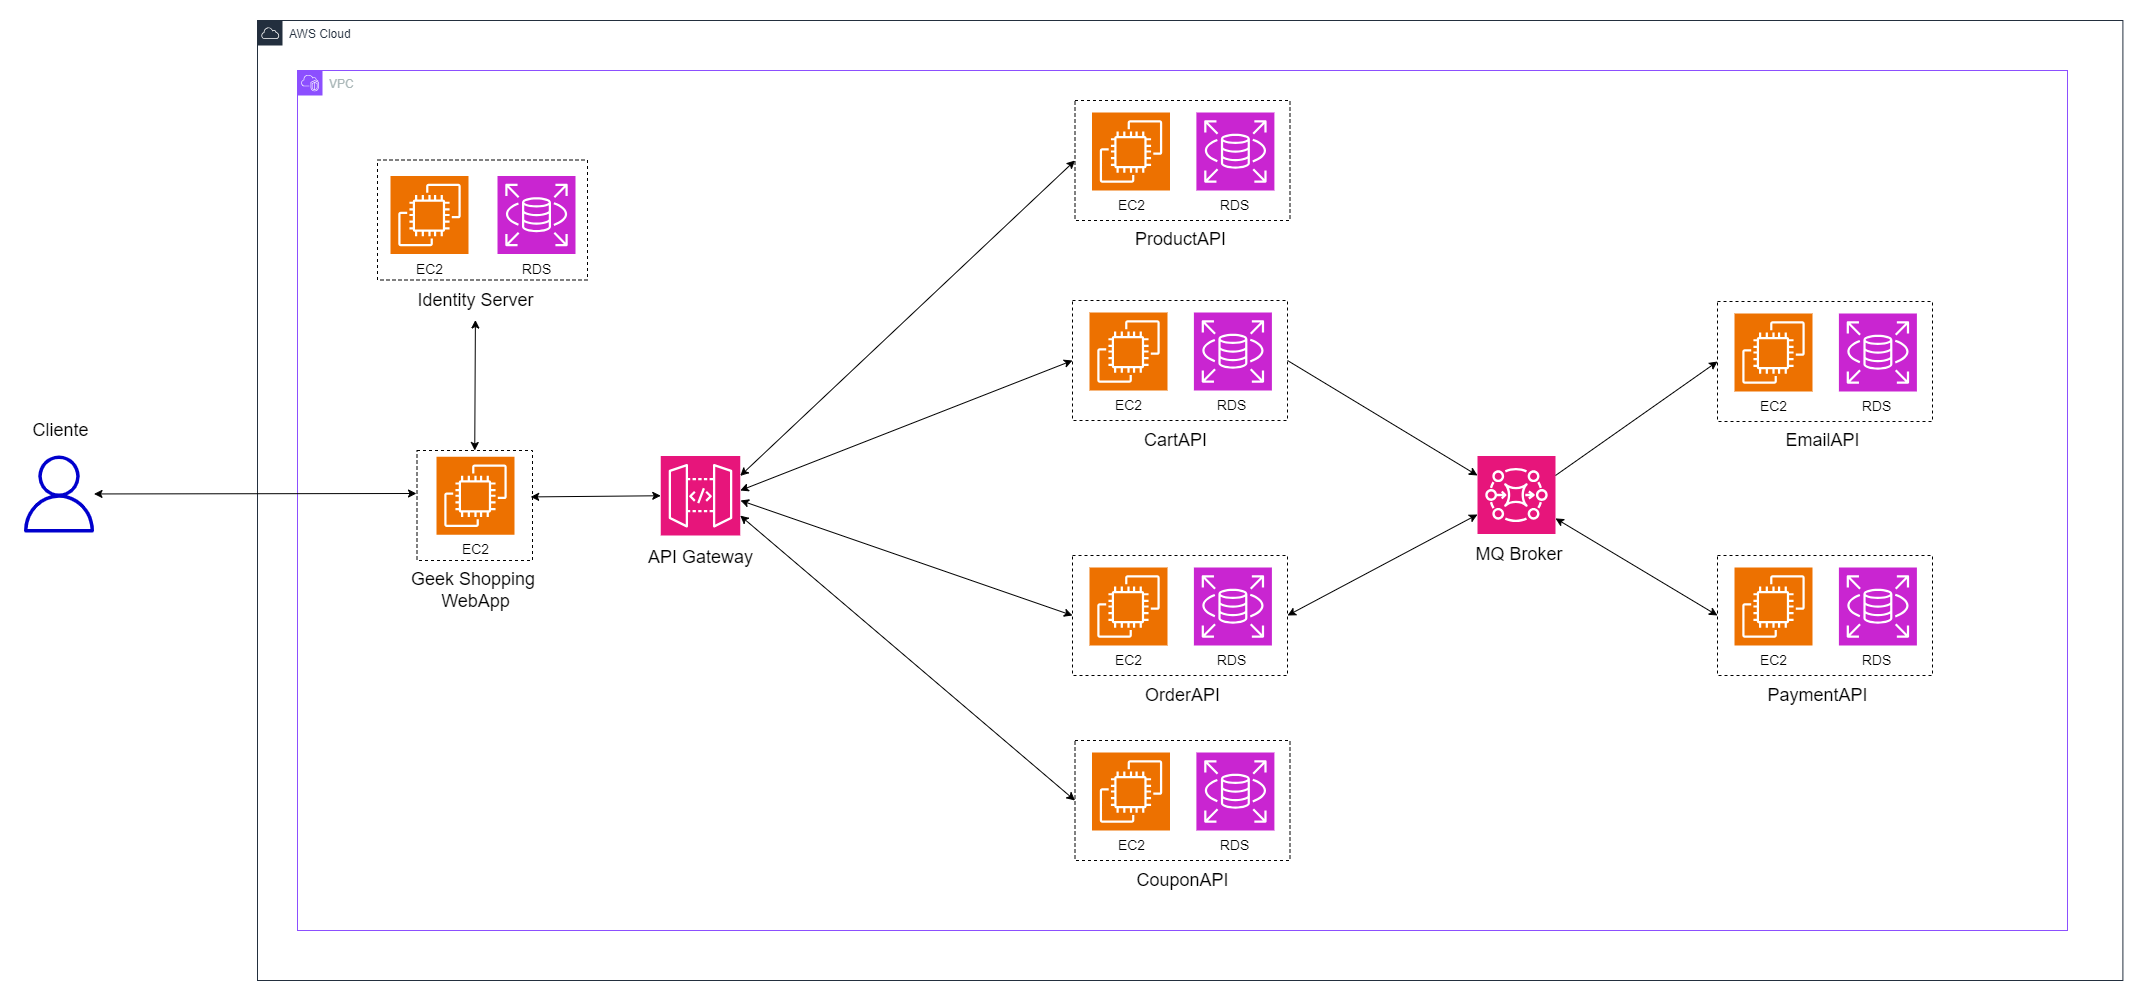 AWS Cloud
VPC
EC2
RDS
ProductAPI
EC2
RDS
Identity Server
EC2
RDS
CartAPI
EC2
RDS
EmailAPI
Cliente
EC2
Geek Shopping
WebApp
API Gateway
MQ Broker
EC2
RDS
OrderAPI
EC2
RDS
PaymentAPI
EC2
RDS
CouponAPI